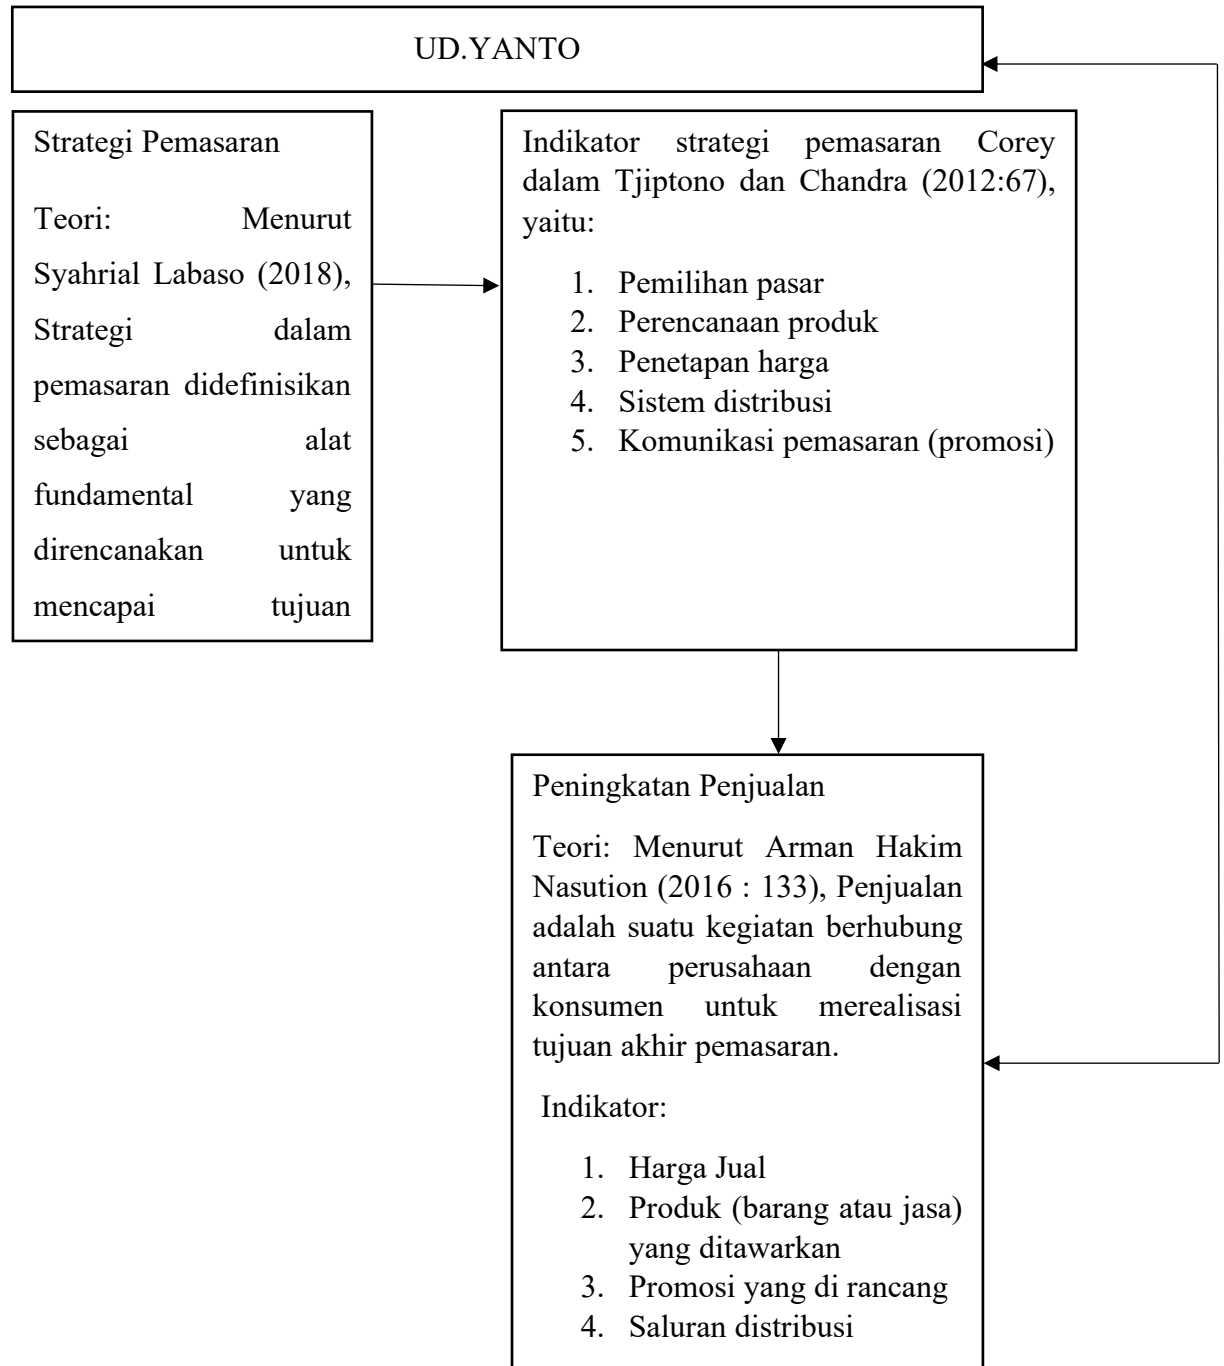 UD.YANTO
Strategi Pemasaran
Teori: Menurut
Syahrial Labaso (2018),
Strategi dalam
pemasaran didefinisikan
sebagai alat
fundamental yang
direncanakan untuk
mencapai tujuan
Indikator strategi pemasaran Corey
dalam Tjiptono dan Chandra (2012:67),
yaitu:
1. Pemilihan pasar
2. Perencanaan produk
3. Penetapan harga
4. Sistem distribusi
5. Komunikasi pemasaran (promosi)
Peningkatan Penjualan
Teori: Menurut Arman Hakim
Nasution (2016 : 133), Penjualan
adalah suatu kegiatan berhubung
antara perusahaan dengan
konsumen untuk merealisasi
tujuan akhir pemasaran.
Indikator:
1. Harga Jual
2. Produk (barang atau jasa)
yang ditawarkan
3. Promosi yang di rancang
4. Saluran distribusi